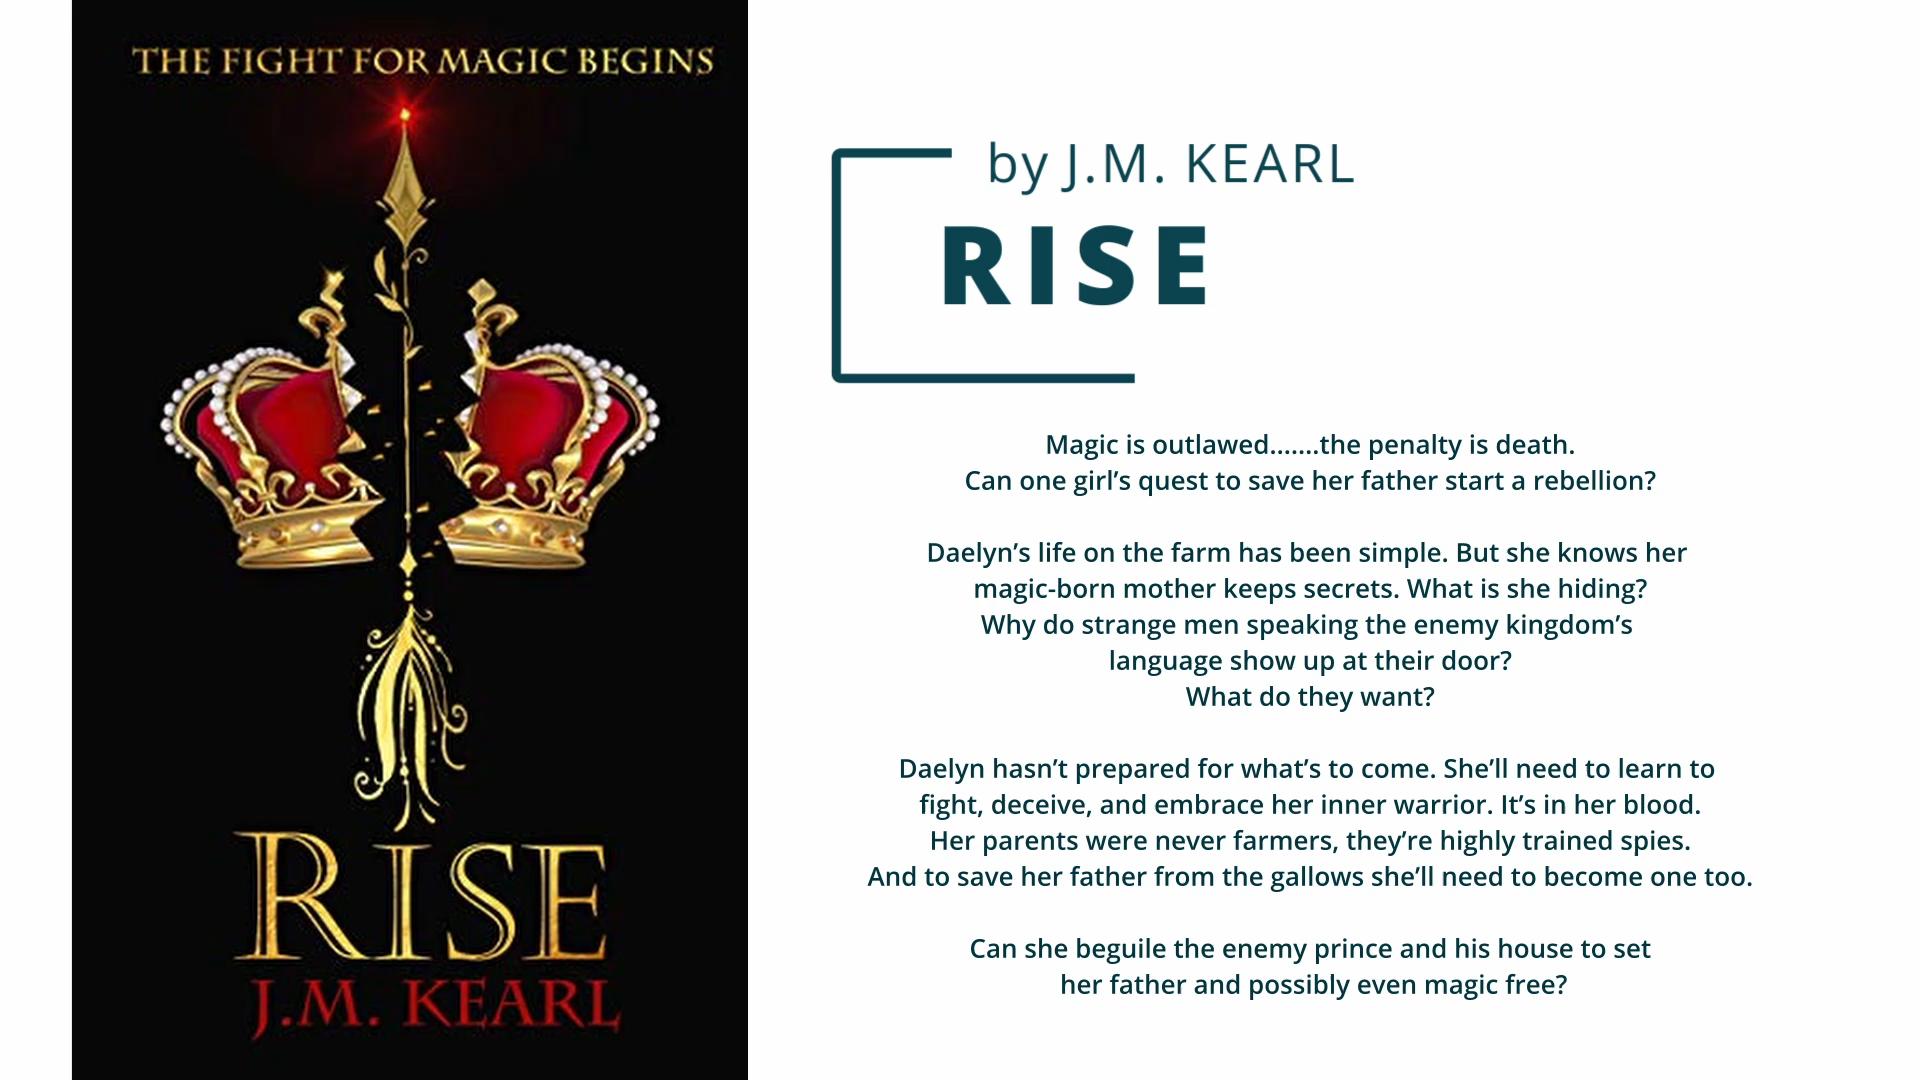 THE FIGHT FOR MAGIC BEGINS
RISE
J.M. KEARL
by J.M. KEARL
RISE
Magic is outlawed.......the penalty is death.
Can one girl’s quest to save her father start a rebellion?
Daelyn’s life on the farm has been simple. But she knows her
magic-born mother keeps secrets. What is she hiding?
Why do strange men speaking the enemy kingdom’s
language show up at their door?
What do they want?
Daelyn hasn’t prepared for what’s to come. She’ll need to learn to
fight, deceive, and embrace her inner warrior. It’s in her blood.
Her parents were never farmers, they’re highly trained spies.
And to save her father from the gallows she’ll need to become one too.
Can she beguile the enemy prince and his house to set
her father and possibly even magic free?